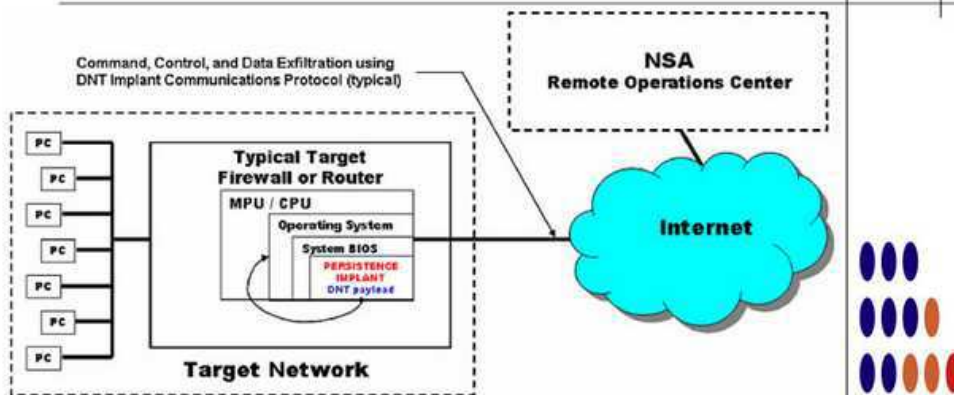 Command, Control, and Data Exfiltration using
DNT Implant Communications Protocol (typical)
NSA
Remote Operations Center
PC
PC
PC
PC
PC
PC
PC
Typical Target
Firewall or Router
MPU / CPU
Operating System
System BIOS
PERSISTENCE
IMPLANT
DNT payload
Internet
Target Network